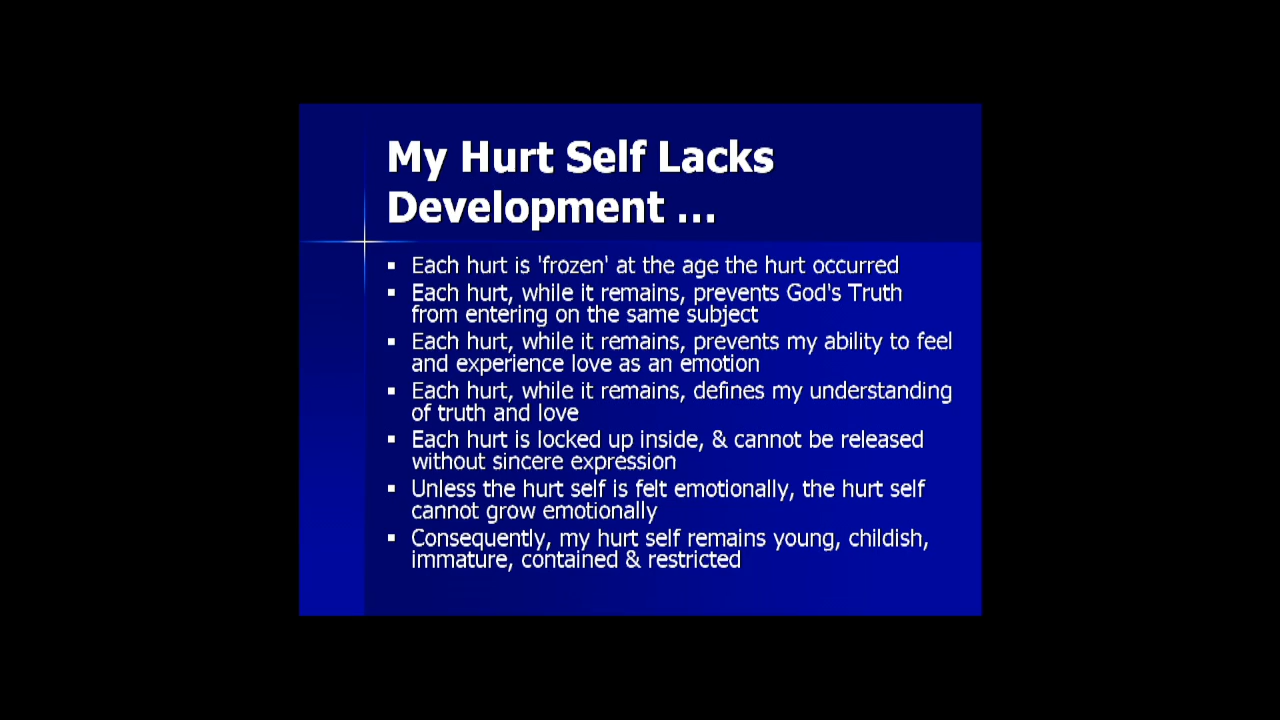 My Hurt Self Lacks
Development ...
▪ Each hurt is 'frozen' at the age the hurt occurred
▪ Each hurt, while it remains, prevents God's Truth
from entering on the same subject
▪ Each hurt, while it remains, prevents my ability to feel
and experience love as an emotion
▪ Each hurt, while it remains, defines my understanding
of truth and love
▪ Each hurt is locked up inside, & cannot be released
without sincere expression
▪ Unless the hurt self is felt emotionally, the hurt self
cannot grow emotionally
▪ Consequently, my hurt self remains young, childish,
immature, contained & restricted